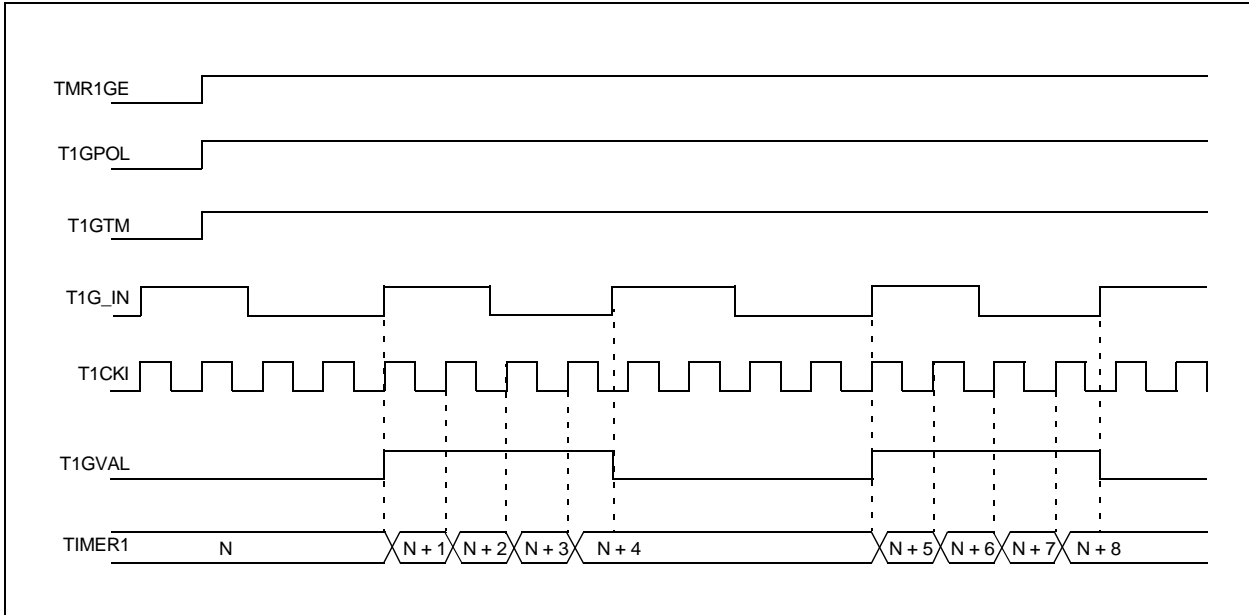 TMR1GE
T1GPOL
T1GTM
T1G_IN
T1CKI
T1GVAL
TIMER1 N N + 1 N + 2 N + 3 N + 4 N + 5 N + 6 N + 7 N + 8